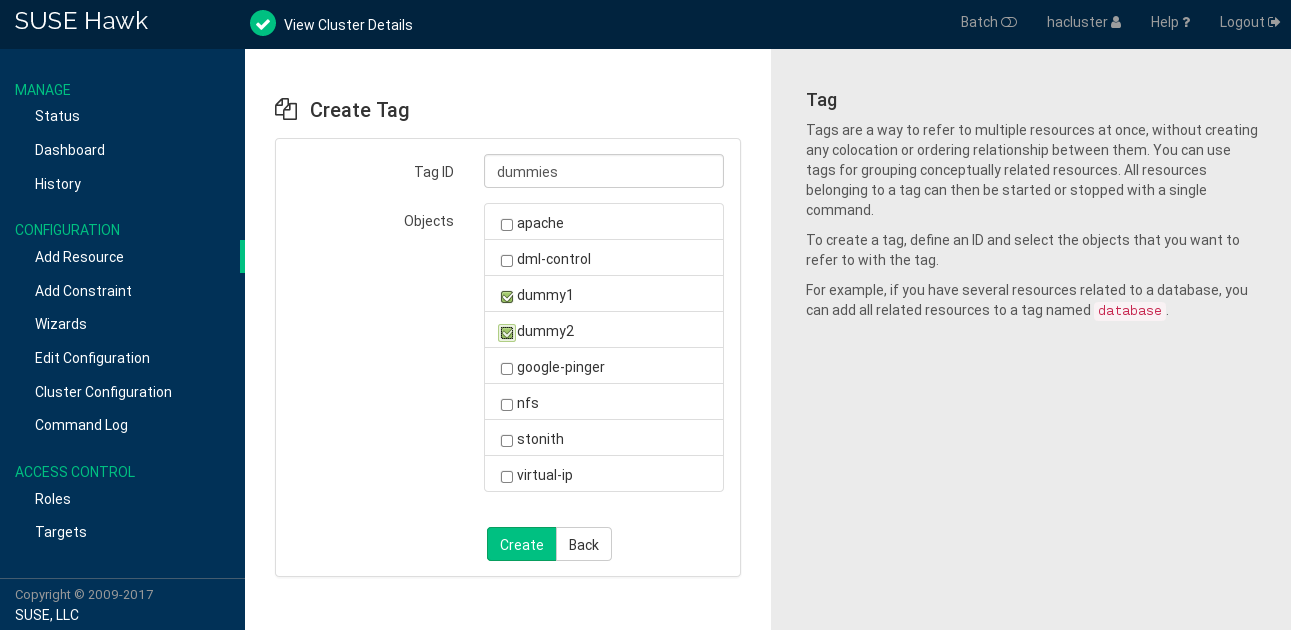 SUSE Hawk
View Cluster Details
Batch
hacluster
Help ?
Logout
MANAGE
Status
Dashboard
History
CONFIGURATION
Add Resource
Add Constraint
Wizards
Edit Configuration
Cluster Configuration
Command Log
ACCESS CONTROL
Roles
Targets
Copyright © 2009-2017
SUSE, LLC
Create Tag
Tag ID
dummies
Objects
apache
dml-control
dummy1
dummy2
google-pinger
nfs
stonith
virtual-ip
Create
Back
Tag
Tags are a way to refer to multiple resources at once, without creating
any colocation or ordering relationship between them. You can use
tags for grouping conceptually related resources. All resources
belonging to a tag can then be started or stopped with a single
command.
To create a tag, define an ID and select the objects that you want to
refer to with the tag.
For example, if you have several resources related to a database, you
can add all related resources to a tag named database.